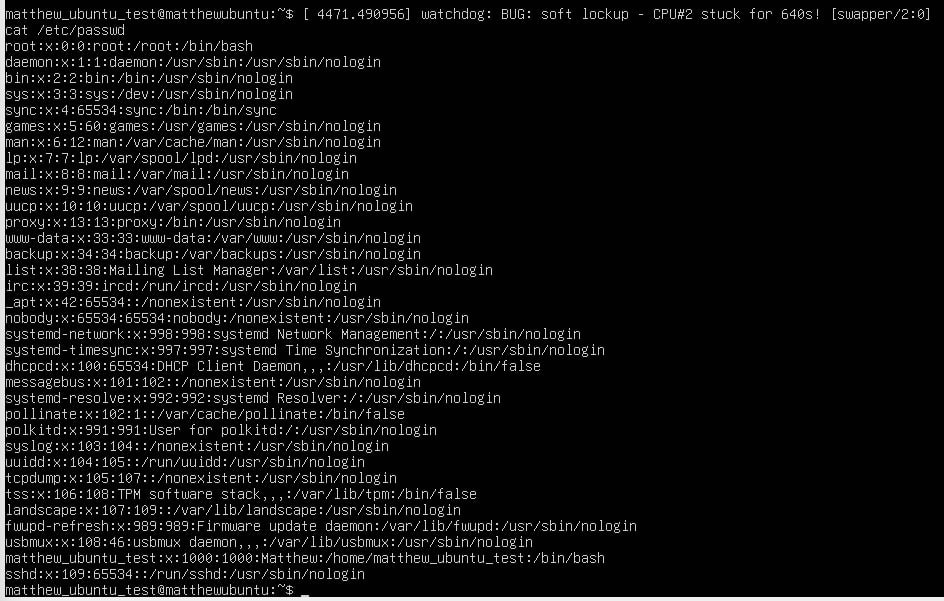 matthew_ubuntu_test@matthewubuntu:~$ [ 4471.490956] watchdog: BUG: soft lockup - CPU#2 stuck for 640s! [swapper/2:0]
cat /etc/passwd
root:x:0:0:root:/root:/bin/bash
daemon:x:1:1:daemon:/usr/sbin:/usr/sbin/nologin
bin:x:2:2:bin:/bin:/usr/sbin/nologin
sys:x:3:3:sys:/dev:/usr/sbin/nologin
sync:x:4:65534:sync:/bin:/bin/sync
games:x:5:60:games:/usr/games:/usr/sbin/nologin
man:x:6:12:man:/var/cache/man:/usr/sbin/nologin
lp:x:7:7:lp:/var/spool/lpd:/usr/sbin/nologin
mail:x:8:8:mail:/var/mail:/usr/sbin/nologin
news:x:9:9:news:/var/spool/news:/usr/sbin/nologin
uucp:x:10:10:uucp:/var/spool/uucp:/usr/sbin/nologin
proxy:x:13:13:proxy:/bin:/usr/sbin/nologin
www-data:x:33:33:www-data:/var/www:/usr/sbin/nologin
backup:x:34:34:backup:/var/backups:/usr/sbin/nologin
list:x:38:38:Mailing List Manager:/var/list:/usr/sbin/nologin
irc:x:39:39:ircd:/run/ircd:/usr/sbin/nologin
_apt:x:42:65534::/nonexistent:/usr/sbin/nologin
nobody:x:65534:65534:nobody:/nonexistent:/usr/sbin/nologin
systemd-network:x:998:998:systemd Network Management:/:/usr/sbin/nologin
systemd-timesync:x:997:997:systemd Time Synchronization:/:/usr/sbin/nologin
dhcpcd:x:100:65534:DHCP Client Daemon,,,:/usr/lib/dhcpcd:/bin/false
messagebus:x:101:102::/nonexistent:/usr/sbin/nologin
systemd-resolve:x:992:992:systemd Resolver:/:/usr/sbin/nologin
pollinate:x:102:1::/var/cache/pollinate:/bin/false
polkitd:x:991:991:User for polkitd:/:/usr/sbin/nologin
syslog:x:103:104::/nonexistent:/usr/sbin/nologin
uuidd:x:104:105::/run/uuidd:/usr/sbin/nologin
tcpdump:x:105:107::/nonexistent:/usr/sbin/nologin
tss:x:106:108:TPM software stack,,,:/var/lib/tpm:/bin/false
landscape:x:107:109::/var/lib/landscape:/usr/sbin/nologin
fwupd-refresh:x:989:989:Firmware update daemon:/var/lib/fwupd:/usr/sbin/nologin
usbmux:x:108:46:usbmux daemon,,,:/var/lib/usbmux:/usr/sbin/nologin
matthew_ubuntu_test:x:1000:1000:Matthew:/home/matthew_ubuntu_test:/bin/bash
sshd:x:109:65534::/run/sshd:/usr/sbin/nologin
matthew_ubuntu_test@matthewubuntu:~$ _